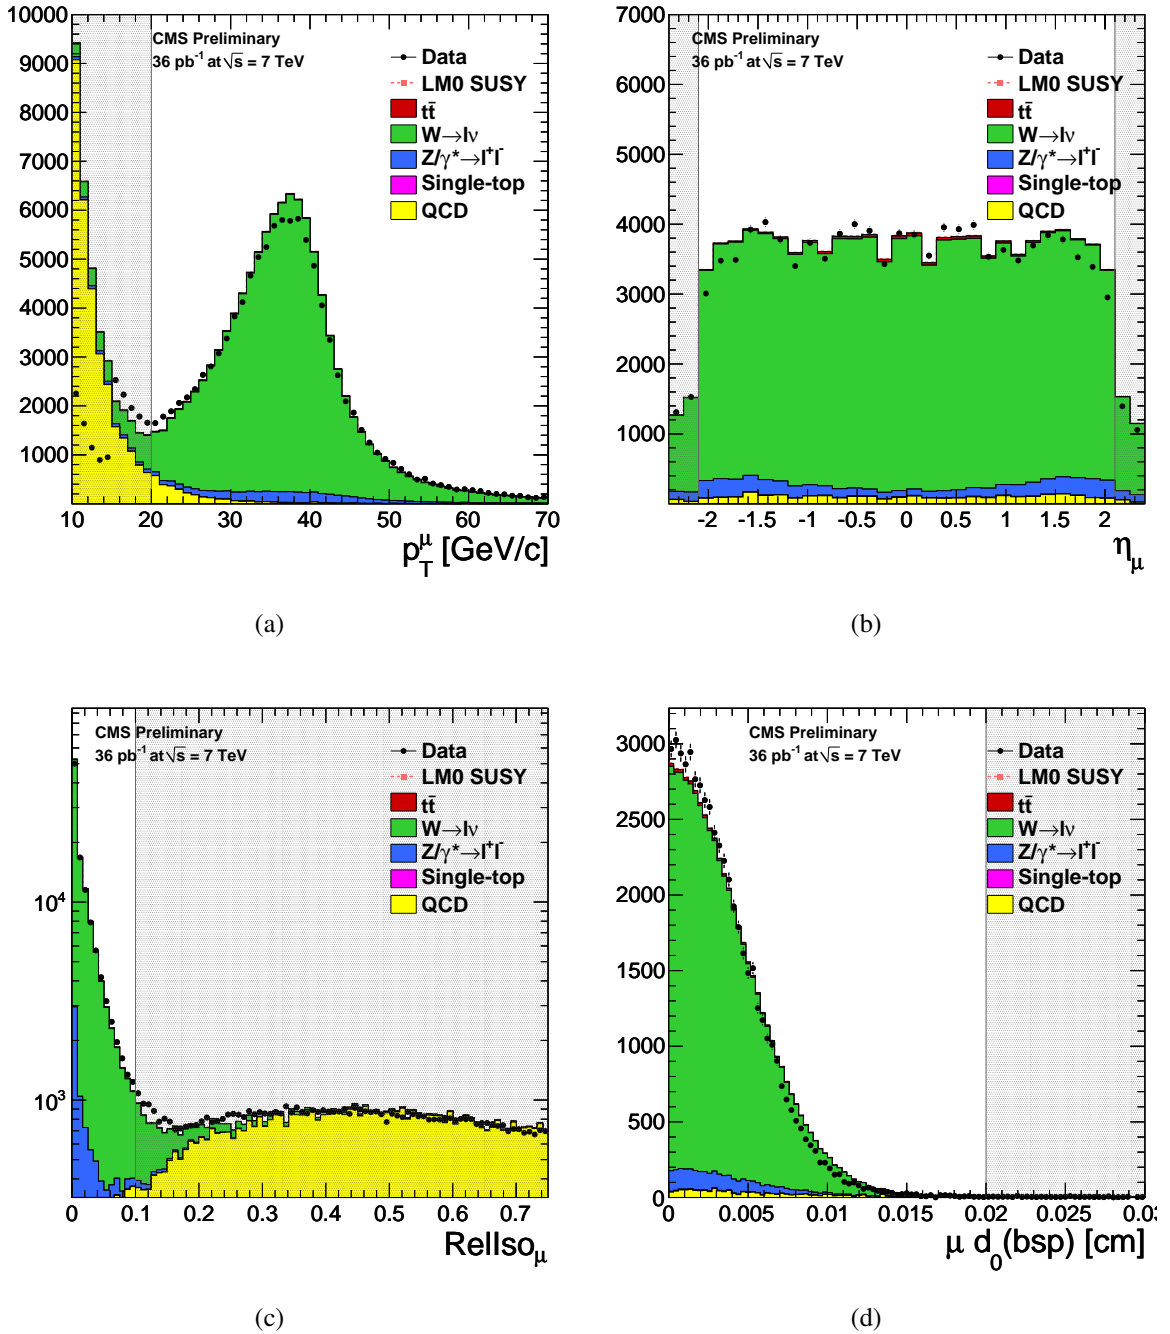 CMS Preliminary
36 pb⁻¹ at √s = 7 TeV
Data
LM0 SUSY
tt̄
W→lν
Z/γ*→l⁺l⁻
Single-top
QCD
9000
8000
7000
6000
5000
4000
3000
2000
1000
10 20 30 40 50 60 70
p_T^μ [GeV/c]
(a)
CMS Preliminary
36 pb⁻¹ at √s = 7 TeV
Data
LM0 SUSY
tt̄
W→lν
Z/γ*→l⁺l⁻
Single-top
QCD
7000
6000
5000
4000
3000
2000
1000
-2 -1.5 -1 -0.5 0 0.5 1 1.5 2
η_μ
(b)
CMS Preliminary
36 pb⁻¹ at √s = 7 TeV
Data
LM0 SUSY
tt̄
W→lν
Z/γ*→l⁺l⁻
Single-top
QCD
10⁴
10³
0 0.1 0.2 0.3 0.4 0.5 0.6 0.7
RelIso_μ
(c)
CMS Preliminary
36 pb⁻¹ at √s = 7 TeV
Data
LM0 SUSY
tt̄
W→lν
Z/γ*→l⁺l⁻
Single-top
QCD
3000
2500
2000
1500
1000
500
0
0 0.005 0.01 0.015 0.02 0.025 0.03
μ d₀(bsp) [cm]
(d)